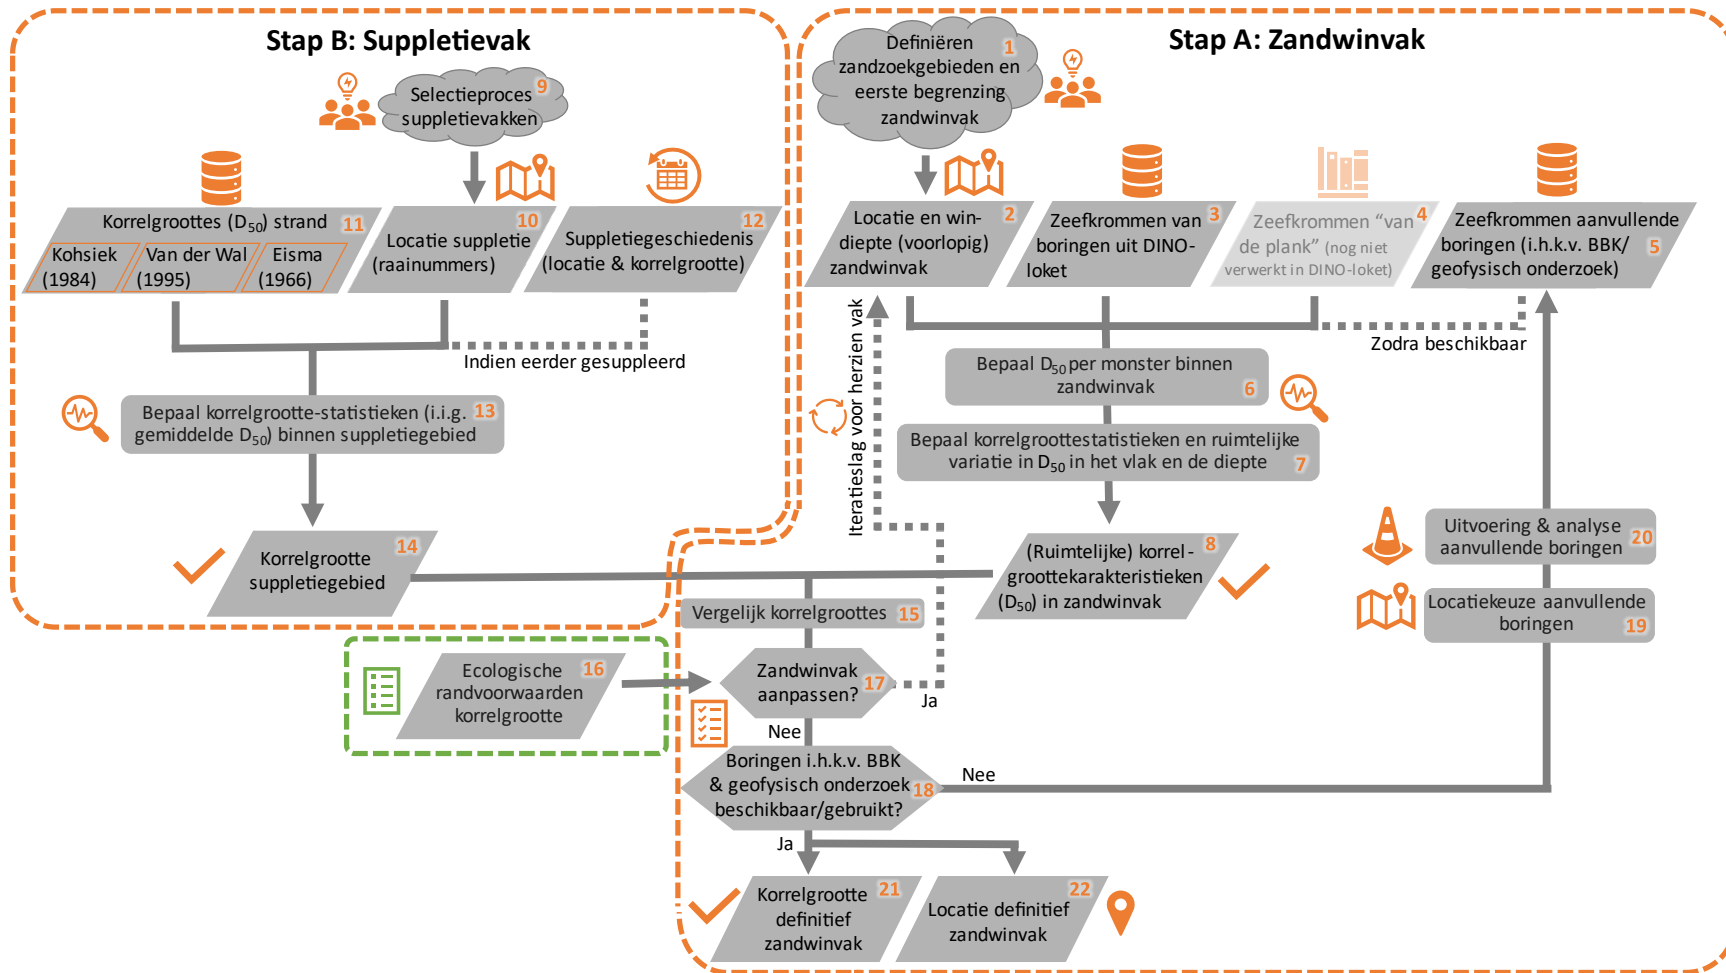 Stap B: Suppletievak
9
Selectieproces
suppletievakken
Korrelgroottes (D50) strand 11
Kohsiek
(1984)
Van der Wal
(1995)
Eisma
(1966)
10
Locatie suppletie
(raainummers)
12
Suppletiegeschiedenis
(locatie & korrelgrootte)
Indien eerder gesuppleerd
Bepaal korrelgrootte-statistieken (i.i.g. 13
gemiddelde D50) binnen suppletiegebied
14
Korrelgrootte
suppletiegebied
Stap A: Zandwinvak
Definiëren 1
zandzoekgebieden en
eerste begrenzing
zandwinvak
Locatie en win- 2
diepte (voorlopig)
zandwinvak
Zeefkrommen van 3
boringen uit DINO-
loket
Zeefkrommen “van 4
de plank” (nog niet
verwerkt in DINO-loket)
Zeefkrommen aanvullende
boringen (i.h.k.v. BBK/ 5
geofysisch onderzoek)
Zodra beschikbaar
Iteratieslag voor herzien vak
Bepaal D50 per monster binnen
zandwinvak 6
Bepaal korrelgroottestatistieken en ruimtelijke
variatie in D50 in het vlak en de diepte 7
(Ruimtelijke) korrel- 8
groottekarakteristieken
(D50) in zandwinvak
Uitvoering & analyse 20
aanvullende boringen
Locatiekeuze aanvullende
boringen 19
Vergelijk korrelgroottes 15
Ecologische 16
randvoorwaarden
korrelgrootte
Zandwinvak 17
aanpassen?
Ja
Nee
Boringen i.h.k.v. BBK
& geofysisch onderzoek 18
beschikbaar/gebruikt?
Nee
Ja
Korrelgrootte 21
definitief
zandwinvak
22
Locatie definitief
zandwinvak